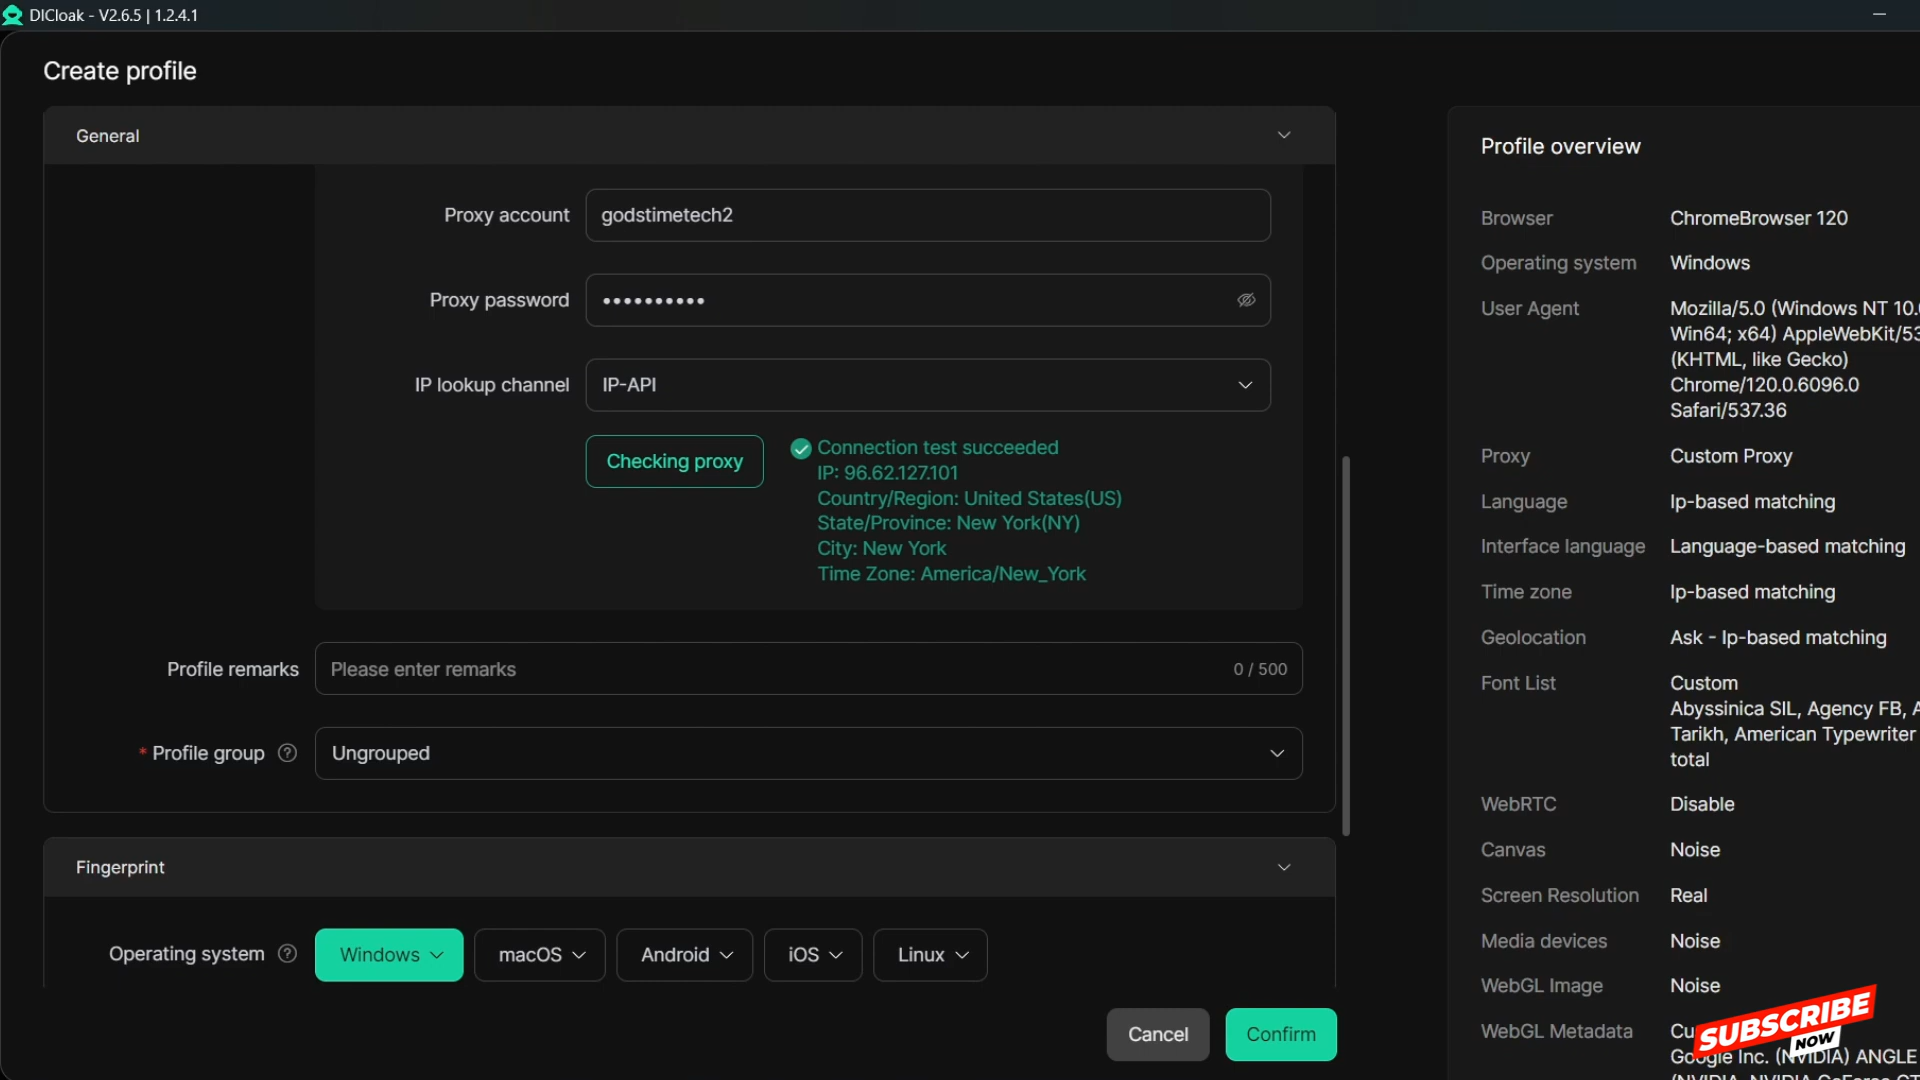 DICloak - V2.6.5 | 1.2.4.1
Create profile
General
Proxy account
godstimetech2
Proxy password
••••••••••
IP lookup channel
IP-API
Checking proxy
Connection test succeeded
IP: 96.62.127.101
Country/Region: United States(US)
State/Province: New York(NY)
City: New York
Time Zone: America/New_York
Profile remarks
Please enter remarks
0 / 500
* Profile group
Ungrouped
Fingerprint
Operating system
Windows
macOS
Android
iOS
Linux
Cancel
Confirm
Profile overview
Browser
ChromeBrowser 120
Operating system
Windows
User Agent
Mozilla/5.0 (Windows NT 10.
Win64; x64) AppleWebKit/53
(KHTML, like Gecko)
Chrome/120.0.6096.0
Safari/537.36
Proxy
Custom Proxy
Language
Ip-based matching
Interface language
Language-based matching
Time zone
Ip-based matching
Geolocation
Ask - Ip-based matching
Font List
Custom
Abyssinica SIL, Agency FB, A
Tarikh, American Typewriter
total
WebRTC
Disable
Canvas
Noise
Screen Resolution
Real
Media devices
Noise
WebGL Image
Noise
WebGL Metadata
Cu
Google Inc. (NVIDIA) ANGLE
SUBSCRIBE
NOW